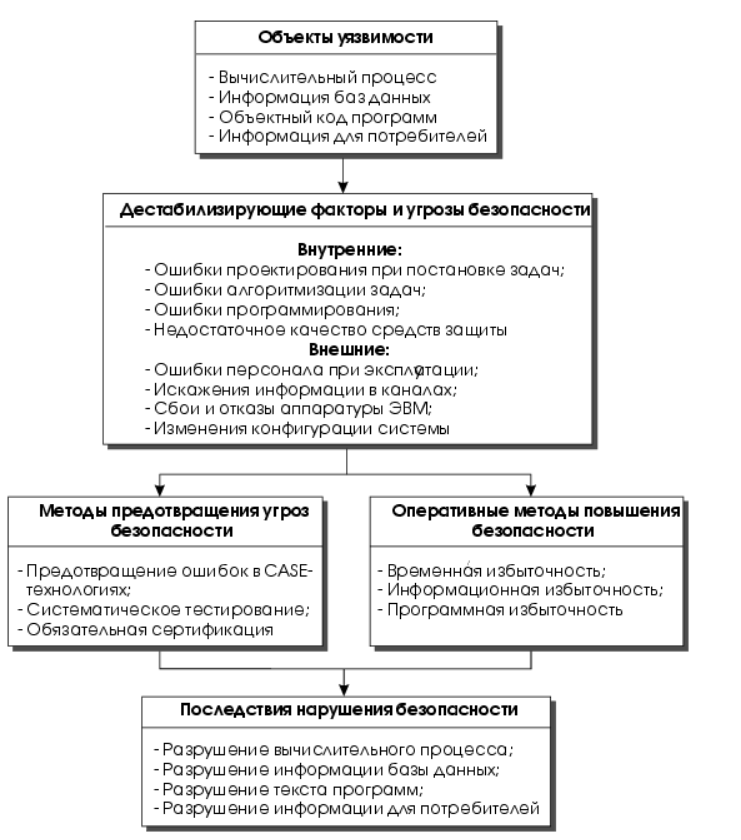 Объекты уязвимости
- Вычислительный процесс
- Информация баз данных
- Объектный код программ
- Информация для потребителей
Дестабилизирующие факторы и угрозы безопасности
Внутренние:
- Ошибки проектирования при постановке задач;
- Ошибки алгоритмизации задач;
- Ошибки программирования;
- Недостаточное качество средств защиты
Внешние:
- Ошибки персонала при эксплуатации;
- Искажения информации в каналах;
- Сбои и отказы аппаратуры ЭВМ;
- Изменения конфигурации системы
Методы предотвращения угроз
безопасности
- Предотвращение ошибок в CASE-
технологиях;
- Систематическое тестирование;
- Обязательная сертификация
Оперативные методы повышения
безопасности
- Временная избыточность;
- Информационная избыточность;
- Программная избыточность
Последствия нарушения безопасности
- Разрушение вычислительного процесса;
- Разрушение информации базы данных;
- Разрушение текста программ;
- Разрушение информации для потребителей